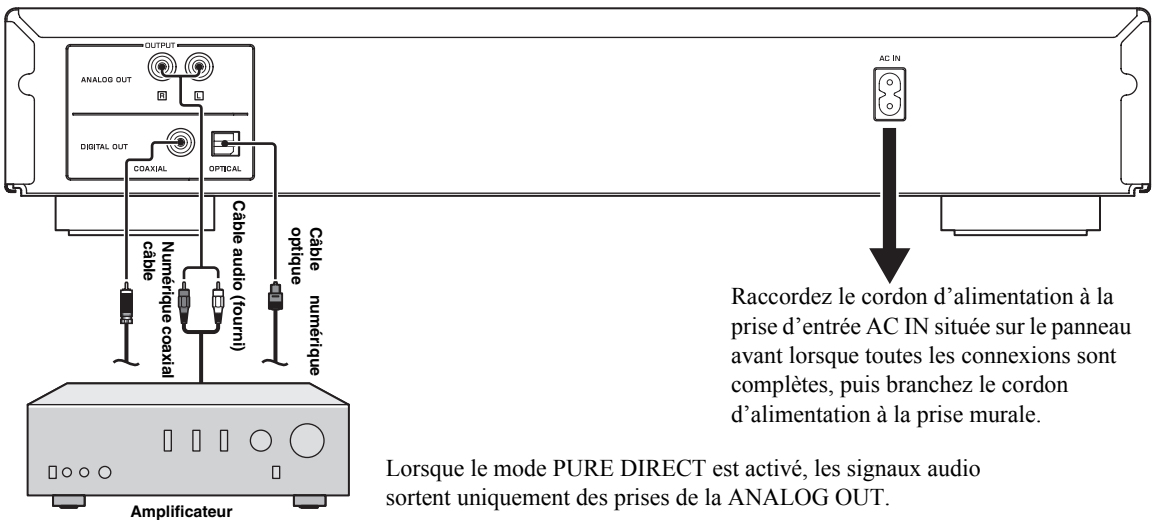 OUTPUT
ANALOG OUT
R L
DIGITAL OUT
COAXIAL OPTICAL
AC IN
Numérique coaxial
câble
Câble audio (fourni)
Câble numérique
optique
Amplificateur
Raccordez le cordon d’alimentation à la
prise d’entrée AC IN située sur le panneau
avant lorsque toutes les connexions sont
complètes, puis branchez le cordon
d’alimentation à la prise murale.
Lorsque le mode PURE DIRECT est activé, les signaux audio
sortent uniquement des prises de la ANALOG OUT.